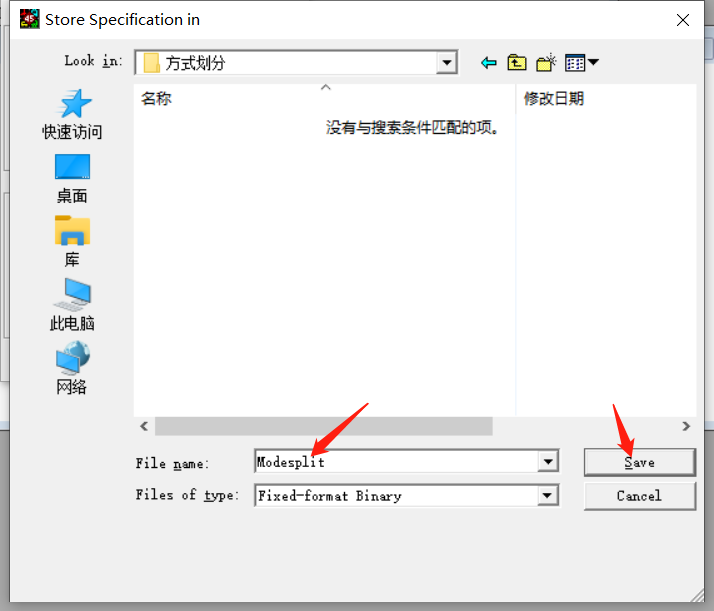 Store Specification in
Look in: 方式划分
名称 修改日期
没有与搜索条件匹配的项。
快速访问
桌面
库
此电脑
网络
File name: Modesplit Save
Files of type: Fixed-format Binary Cancel